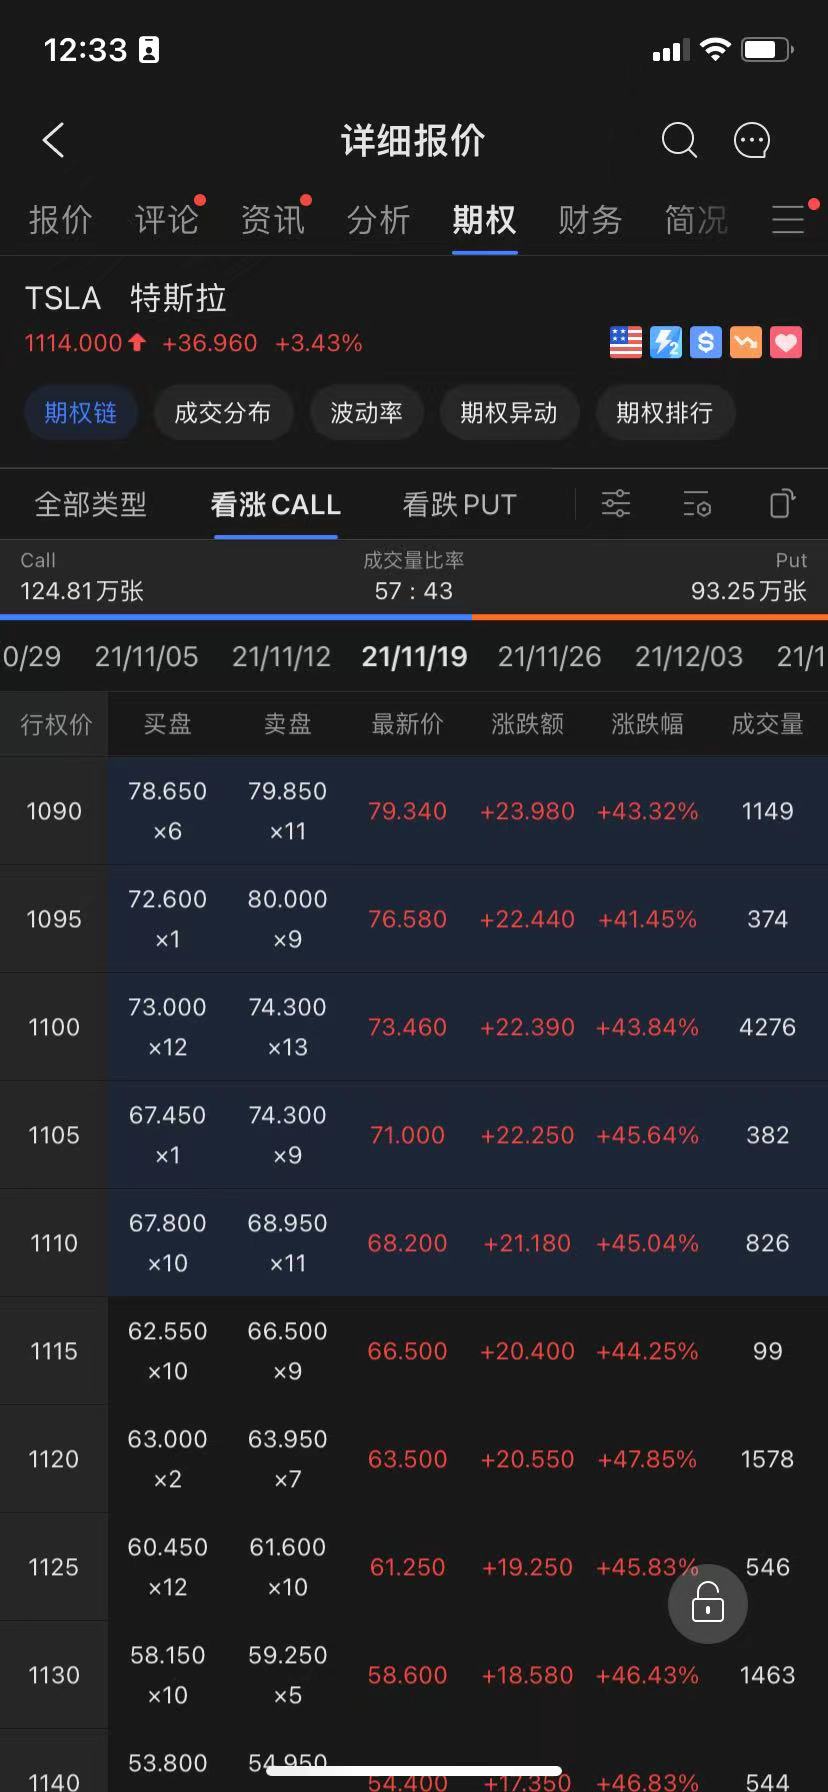 12:33
详细报价
报价 评论 资讯 分析 期权 财务 简况
TSLA 特斯拉
1114.000 +36.960 +3.43%
期权链 成交分布 波动率 期权异动 期权排行
全部类型 看涨CALL 看跌PUT
Call 成交量比率 Put
124.81万张 57 : 43 93.25万张
0/29 21/11/05 21/11/12 21/11/19 21/11/26 21/12/03 21/1
行权价 买盘 卖盘 最新价 涨跌额 涨跌幅 成交量
78.650 79.850
1090 79.340 +23.980 +43.32% 1149
×6 ×11
72.600 80.000
1095 76.580 +22.440 +41.45% 374
×1 ×9
73.000 74.300
1100 73.460 +22.390 +43.84% 4276
×12 ×13
67.450 74.300
1105 71.000 +22.250 +45.64% 382
×1 ×9
67.800 68.950
1110 68.200 +21.180 +45.04% 826
×10 ×11
62.550 66.500
1115 66.500 +20.400 +44.25% 99
×10 ×9
63.000 63.950
1120 63.500 +20.550 +47.85% 1578
×2 ×7
60.450 61.600
1125 61.250 +19.250 +45.83% 546
×12 ×10
58.150 59.250
1130 58.600 +18.580 +46.43% 1463
×10 ×5
53.800 54.950
1140 54.400 +17.350 +46.83% 544